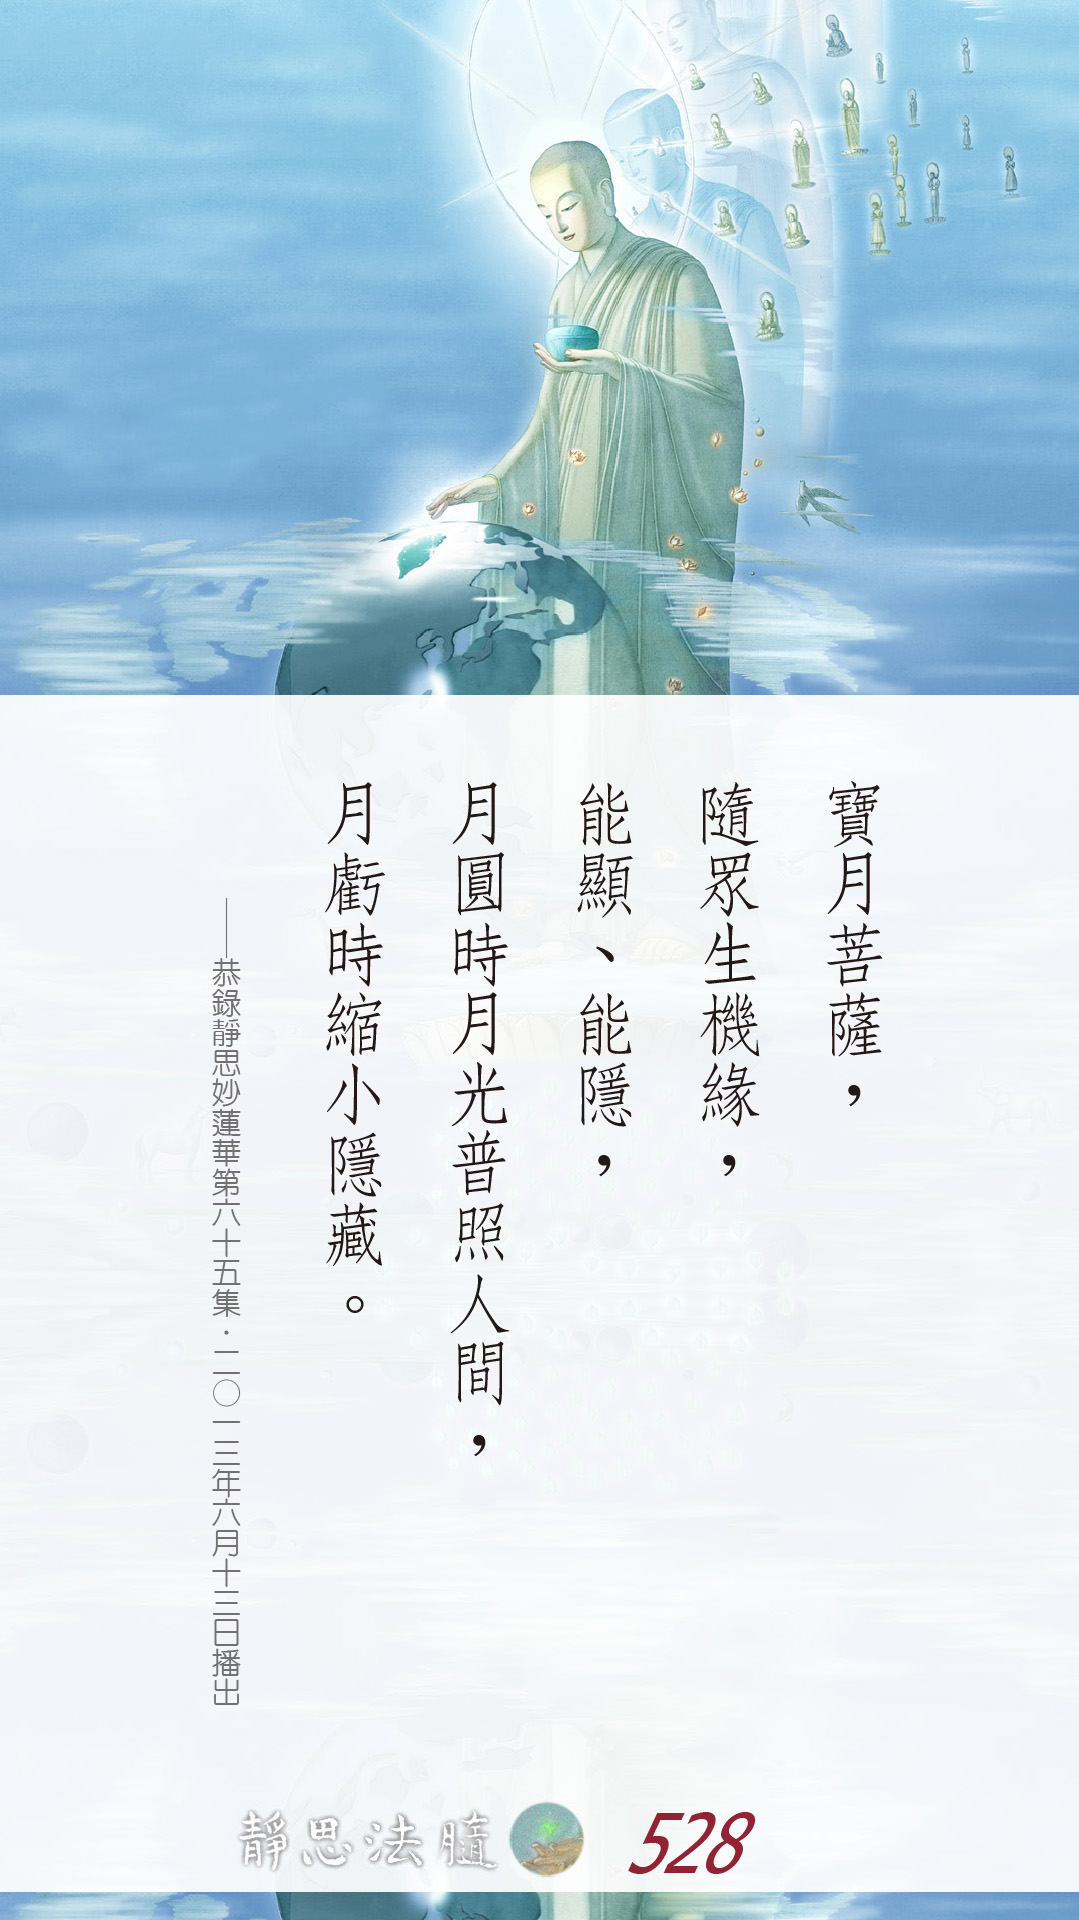 寶月菩薩，
隨眾生機緣，
能顯、能隱，
月圓時月光普照人間，
月虧時縮小隱藏。
——恭錄靜思妙蓮華第六十五集．二〇一三年六月十三日播出
靜思法髓
528